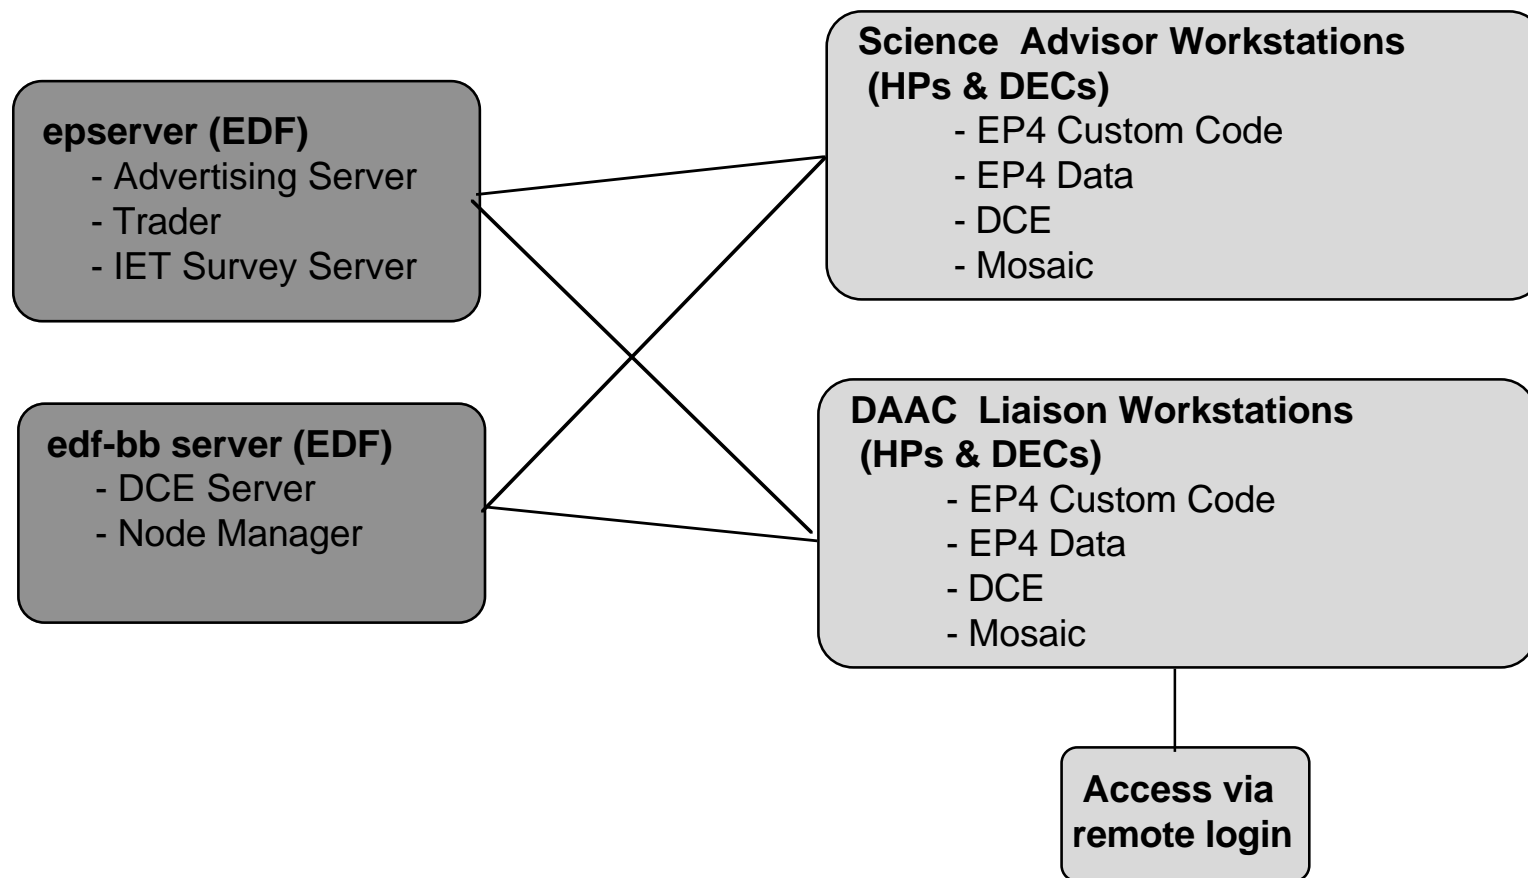 epserver (EDF)
- Advertising Server
- Trader
- IET Survey Server
edf-bb server (EDF)
- DCE Server
- Node Manager
Science Advisor Workstations
(HPs & DECs)
- EP4 Custom Code
- EP4 Data
- DCE
- Mosaic
DAAC Liaison Workstations
(HPs & DECs)
- EP4 Custom Code
- EP4 Data
- DCE
- Mosaic
Access via
remote login